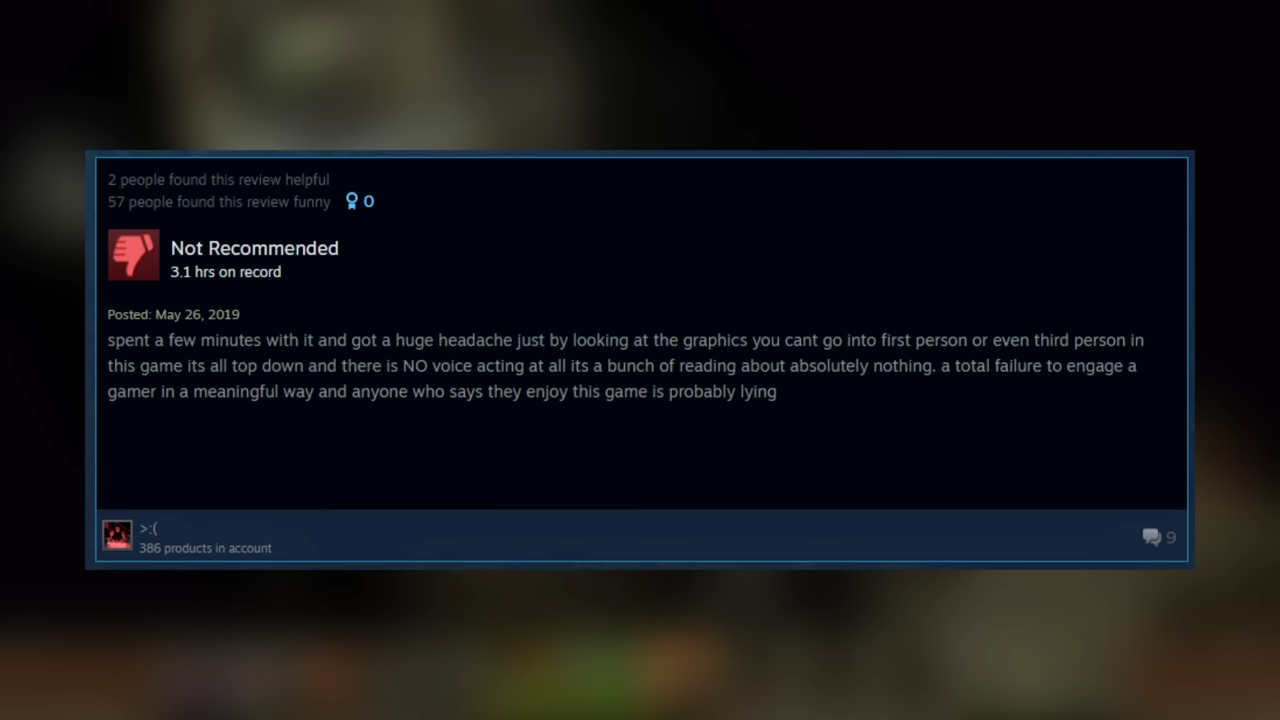 2 people found this review helpful
57 people found this review funny 0
Not Recommended
3.1 hrs on record
Posted: May 26, 2019
spent a few minutes with it and got a huge headache just by looking at the graphics you cant go into first person or even third person in
this game its all top down and there is NO voice acting at all its a bunch of reading about absolutely nothing. a total failure to engage a
gamer in a meaningful way and anyone who says they enjoy this game is probably lying
>:(
386 products in account
9